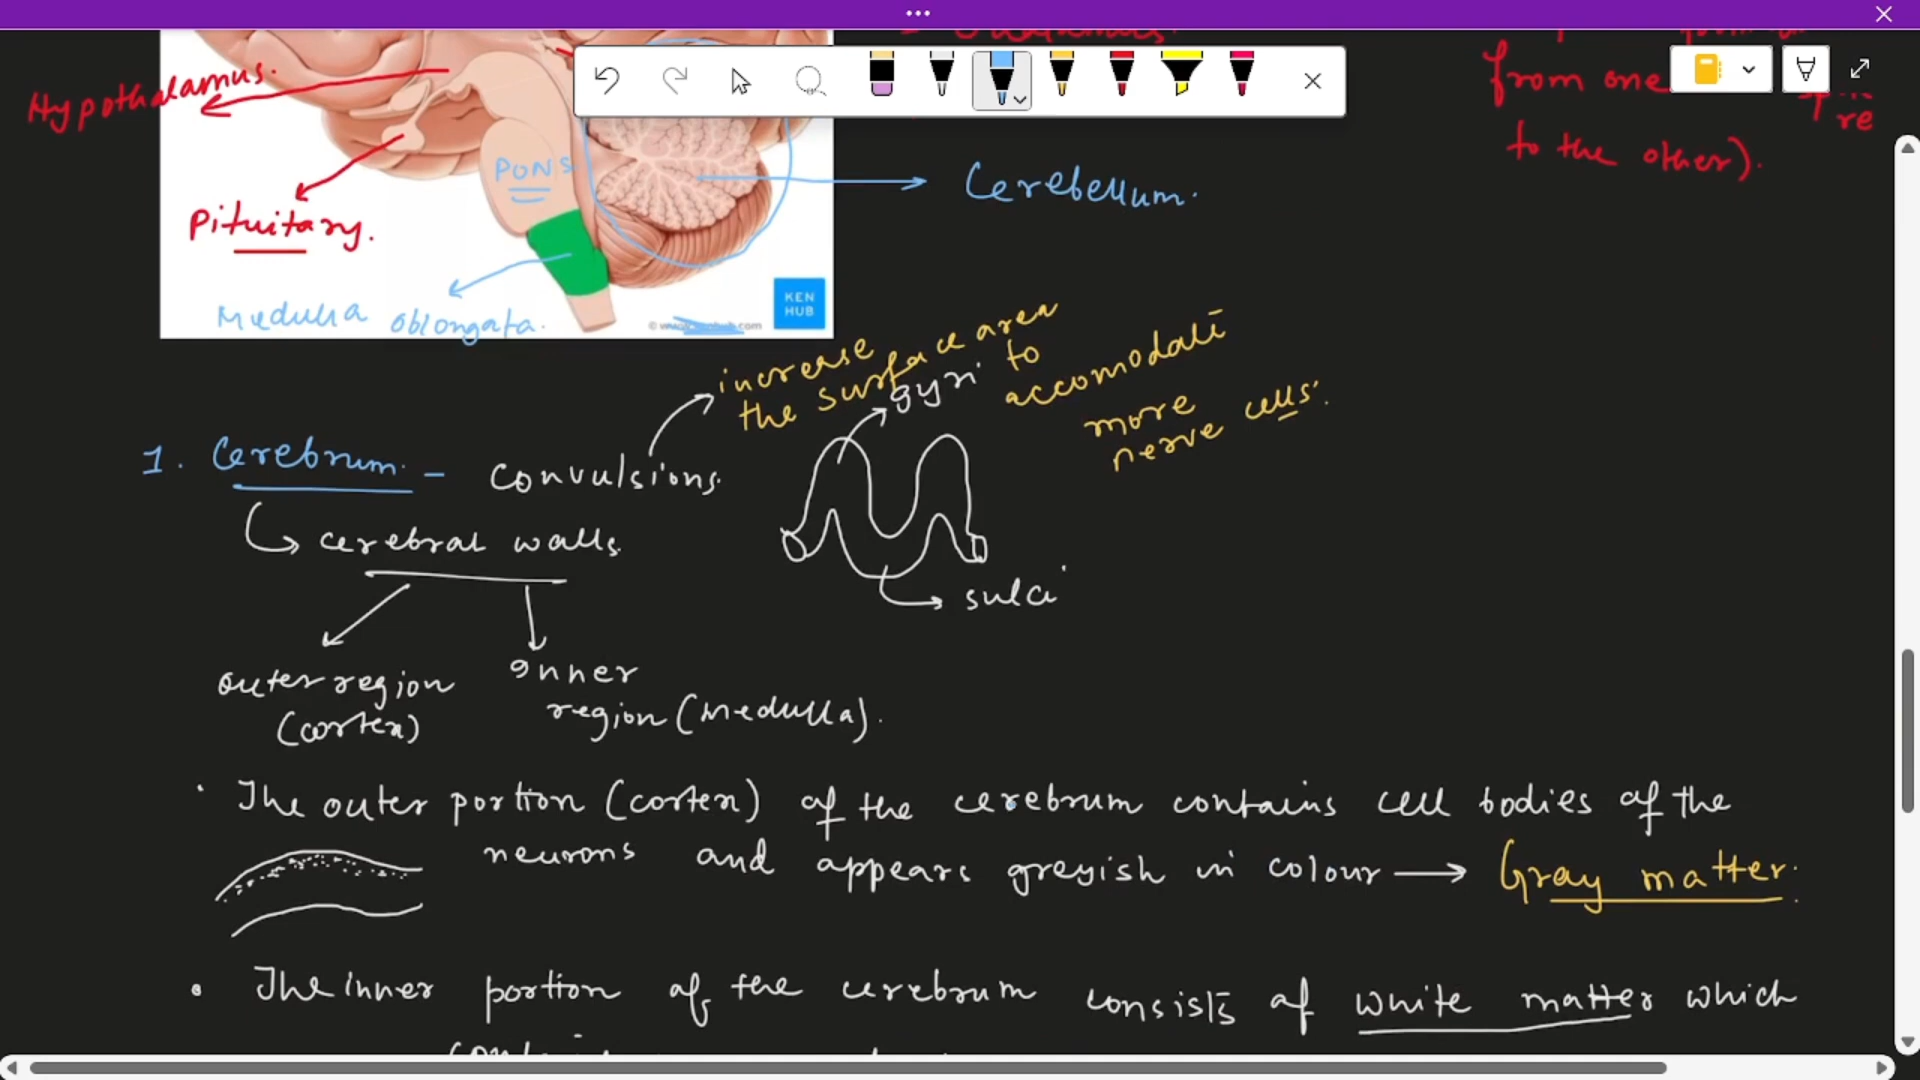 Hypothalamus.
Pituitary.
PONS
Medulla oblongata.
KEN
HUB
Cerebellum.
from one
re
to the other).
increase
the surface area
to
accomodate
more
nerve cells.
gyri
1. Cerebrum. - convulsions.
cerebral walls.
sulci
outer region
(cortex)
Inner
region (Medulla).
. The outer portion (cortex) of the cerebrum contains cell bodies of the
neurons and appears greyish in colour → Gray matter.
• The inner portion of the cerebrum consists of white matter which